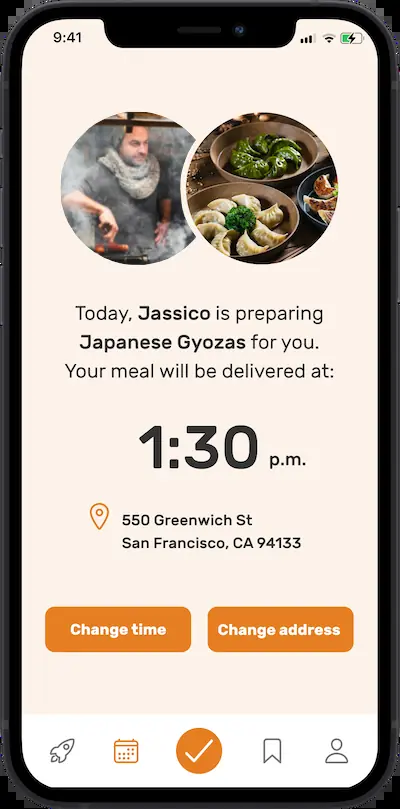 9:41
Today, Jassico is preparing
Japanese Gyozas for you.
Your meal will be delivered at:
1:30 p.m.
550 Greenwich St
San Francisco, CA 94133
Change time
Change address